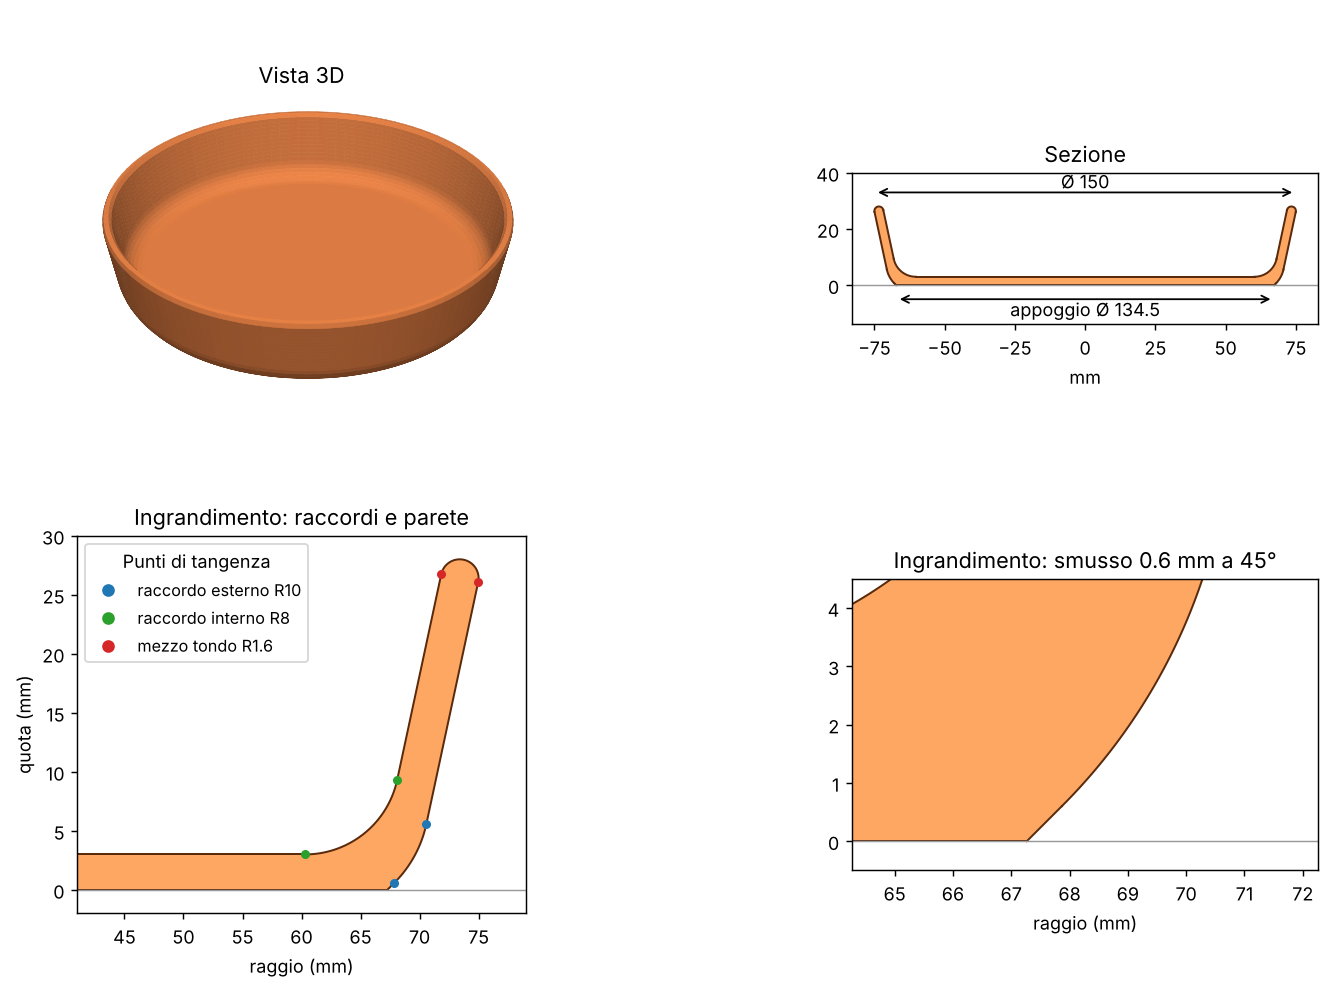 Vista 3D
Sezione
40
20
0
Ø 150
appoggio Ø 134.5
−75 −50 −25 0 25 50 75
mm
Ingrandimento: raccordi e parete
30
25
20
15
10
5
0
quota (mm)
Punti di tangenza
raccordo esterno R10
raccordo interno R8
mezzo tondo R1.6
45 50 55 60 65 70 75
raggio (mm)
Ingrandimento: smusso 0.6 mm a 45°
4
3
2
1
0
65 66 67 68 69 70 71 72
raggio (mm)